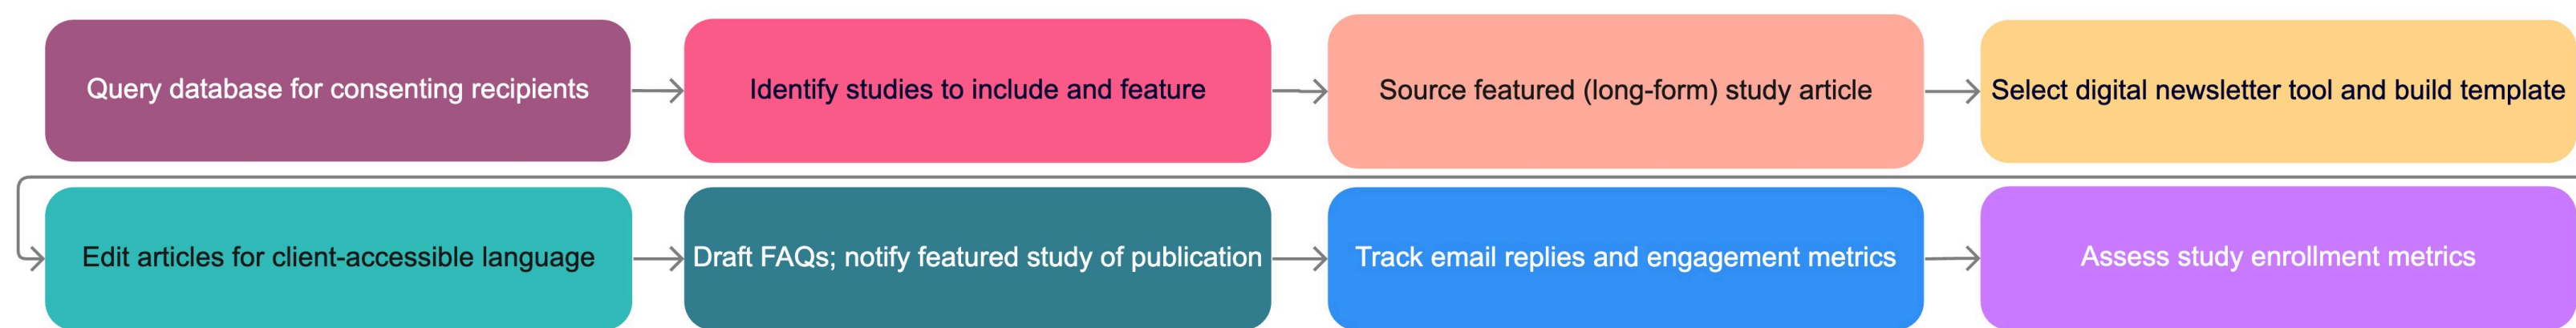 Query database for consenting recipients
Identify studies to include and feature
Source featured (long-form) study article
Select digital newsletter tool and build template
Edit articles for client-accessible language
Draft FAQs; notify featured study of publication
Track email replies and engagement metrics
Assess study enrollment metrics